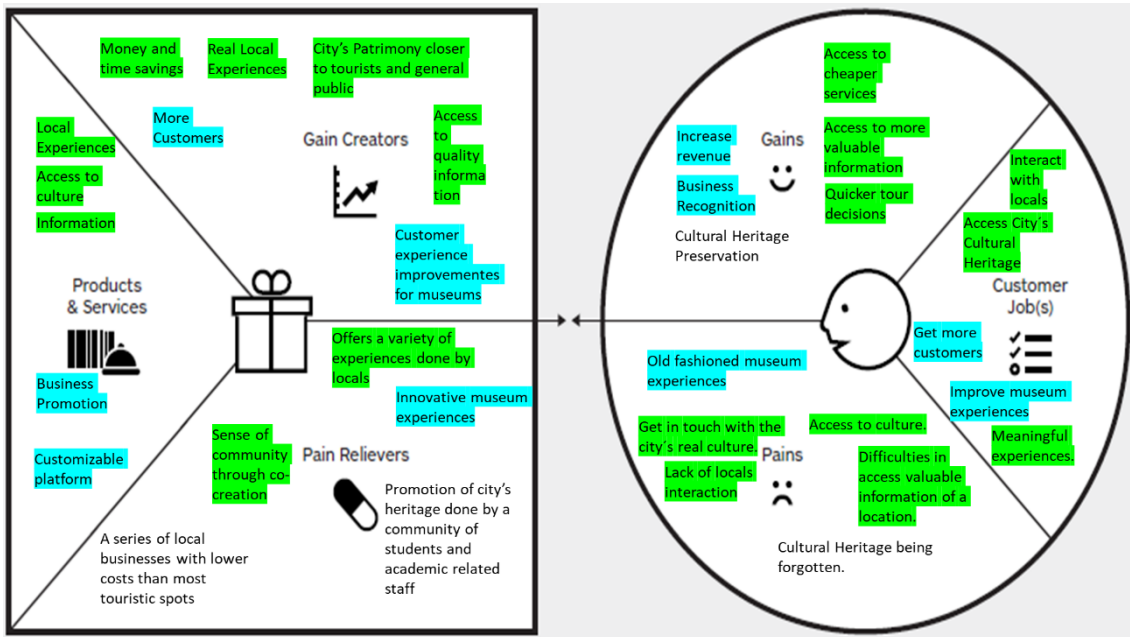 Money and
time savings
Real Local
Experiences
City's Patrimony closer
to tourists and general
public
More
Customers
Local
Experiences
Access to
culture
Information
Gain Creators
Access
to
quality
informa
tion
Customer
experience
improvementes
for museums
Products
& Services
Business
Promotion
Customizable
platform
Offers a variety of
experiences done by
locals
Innovative museum
experiences
Sense of
community
through co-
creation
Pain Relievers
Promotion of city's
heritage done by a
community of
students and
academic related
staff
A series of local
businesses with lower
costs than most
touristic spots
Access to
cheaper
services
Increase
revenue
Gains
Access to more
valuable
information
Business
Recognition
Quicker tour
decisions
Cultural Heritage
Preservation
Interact
with
locals
Access City´s
Cultural
Heritage
Customer
Job(s)
Get more
customers
Improve museum
experiences
Meaningful
experiences.
Old fashioned museum
experiences
Get in touch with the
city´s real culture.
Access to culture.
Lack of locals
interaction
Pains
Difficulties in
access valuable
information of a
location.
Cultural Heritage being
forgotten.